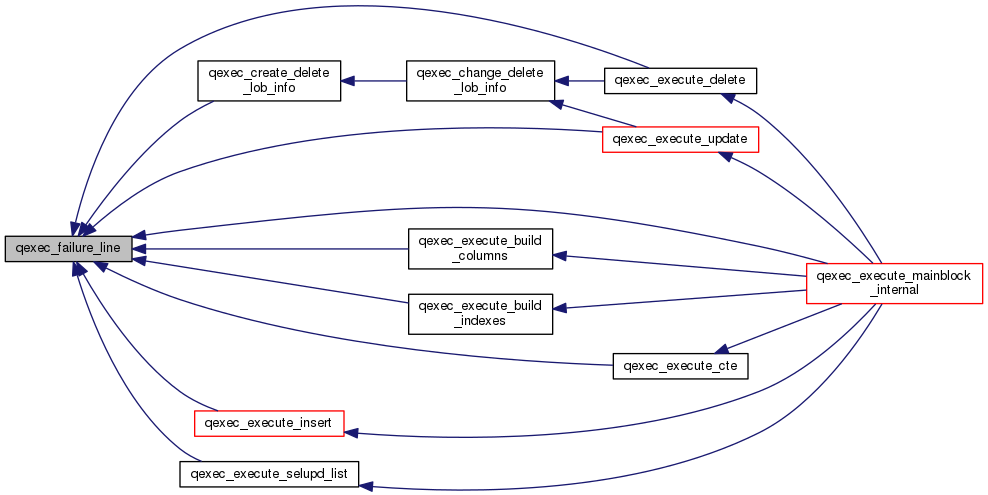 qexec_create_delete
_lob_info
qexec_change_delete
_lob_info
qexec_execute_delete
qexec_execute_update
qexec_failure_line
qexec_execute_build
_columns
qexec_execute_mainblock
_internal
qexec_execute_build
_indexes
qexec_execute_cte
qexec_execute_insert
qexec_execute_selupd_list